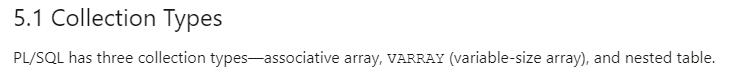 5.1 Collection Types
PL/SQL has three collection types—associative array, VARRAY (variable-size array), and nested table.